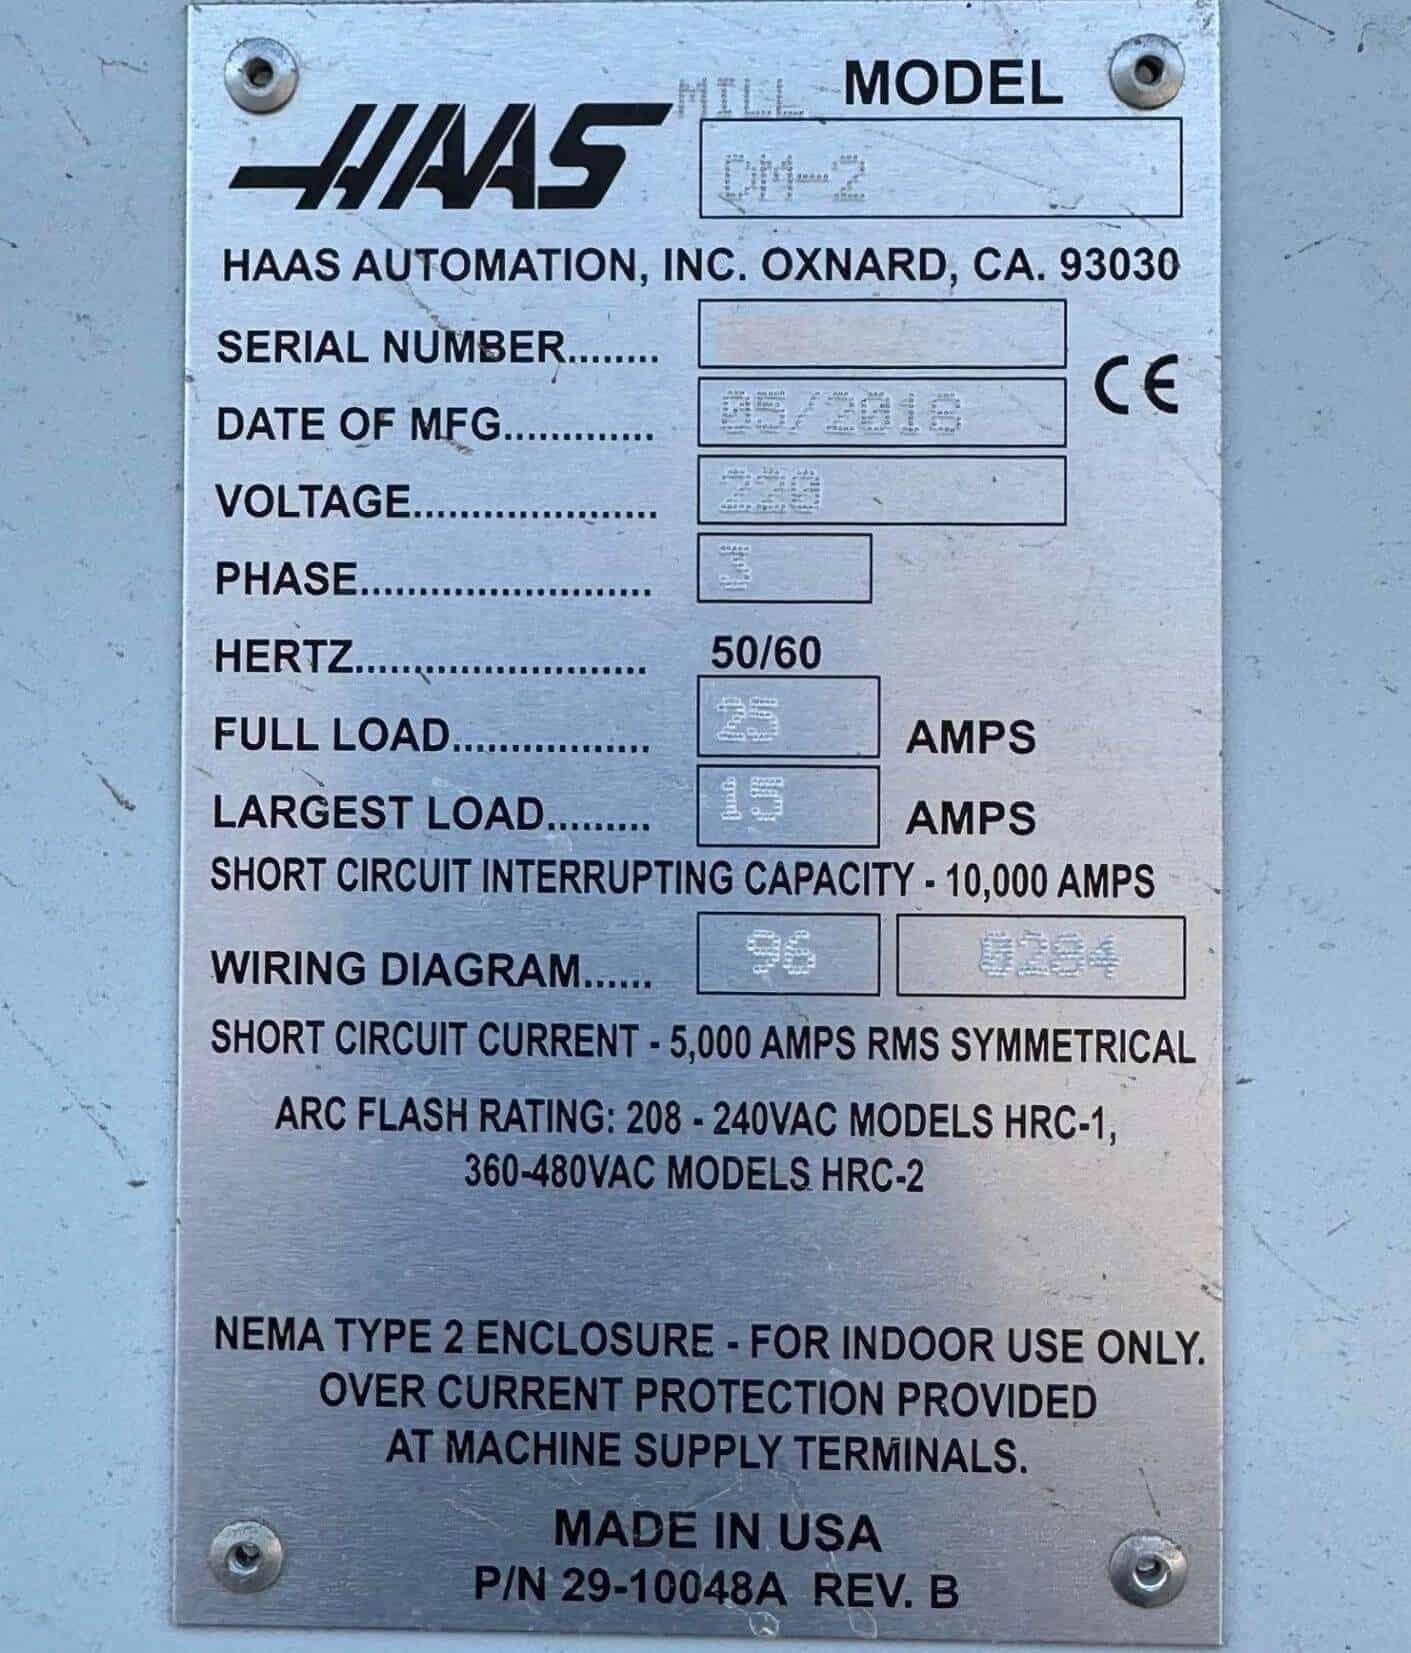 MILL MODEL
HAAS DM-2
HAAS AUTOMATION, INC. OXNARD, CA. 93030
SERIAL NUMBER........
DATE OF MFG............. 05/2018
VOLTAGE..................... 220
PHASE......................... 3
HERTZ......................... 50/60
FULL LOAD................. 25 AMPS
LARGEST LOAD......... 15 AMPS
SHORT CIRCUIT INTERRUPTING CAPACITY - 10,000 AMPS
WIRING DIAGRAM...... 96 0284
SHORT CIRCUIT CURRENT - 5,000 AMPS RMS SYMMETRICAL
ARC FLASH RATING: 208 - 240VAC MODELS HRC-1,
360-480VAC MODELS HRC-2
NEMA TYPE 2 ENCLOSURE - FOR INDOOR USE ONLY.
OVER CURRENT PROTECTION PROVIDED
AT MACHINE SUPPLY TERMINALS.
MADE IN USA
P/N 29-10048A REV. B
CE